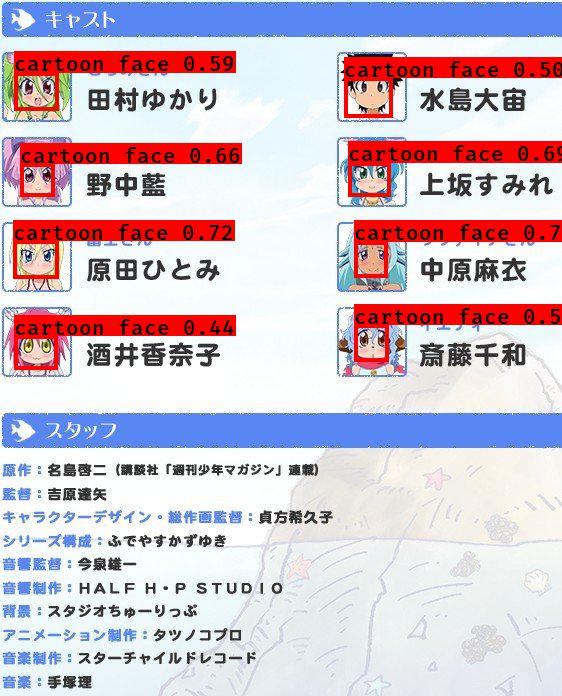 キャスト
cartoon face 0.59
cartoon face 0.50
田村ゆかり
水島大宙
cartoon face 0.66
cartoon face 0.69
野中藍
上坂すみれ
cartoon face 0.72
cartoon face 0.7
原田ひとみ
中原麻衣
cartoon face 0.44
cartoon face 0.5
酒井香奈子
斎藤千和
スタッフ
原作：名島啓二（講談社「週刊少年マガジン」連載）
監督：吉原達矢
キャラクターデザイン・総作画監督：貞方希久子
シリーズ構成：ふでやすかずゆき
音響監督：今泉雄一
音響制作：ＨＡＬＦ Ｈ・Ｐ ＳＴＵＤＩＯ
背景：スタジオちゅーりっぷ
アニメーション制作：タツノコプロ
音楽制作：スターチャイルドレコード
音楽：手塚理